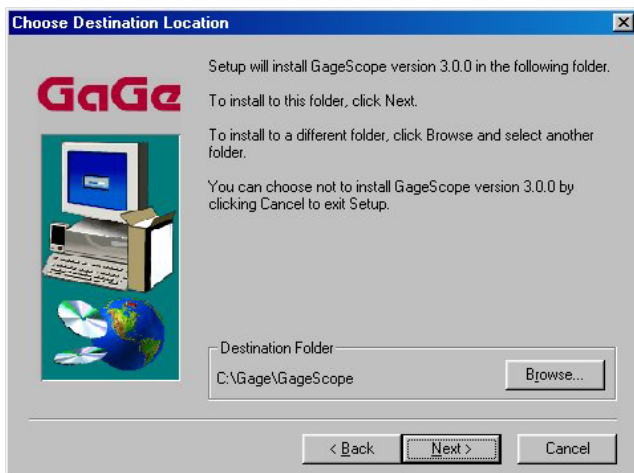 Choose Destination Location
GaGe
Setup will install GageScope version 3.0.0 in the following folder.
To install to this folder, click Next.
To install to a different folder, click Browse and select another
folder.
You can choose not to install GageScope version 3.0.0 by
clicking Cancel to exit Setup.
Destination Folder
C:\Gage\GageScope
Browse...
< Back
Next >
Cancel